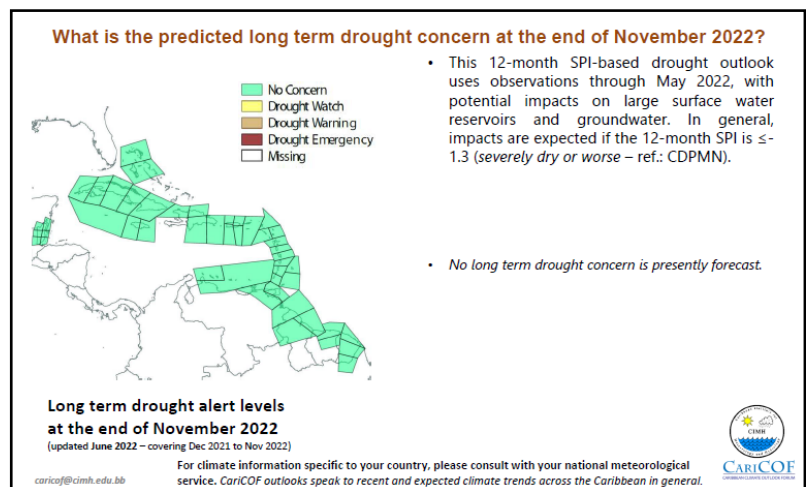 What is the predicted long term drought concern at the end of November 2022?
• This 12-month SPI-based drought outlook
uses observations through May 2022, with
potential impacts on large surface water
reservoirs and groundwater. In general,
impacts are expected if the 12-month SPI is ≤-
1.3 (severely dry or worse – ref.: CDPMN).
No Concern
Drought Watch
Drought Warning
Drought Emergency
Missing
• No long term drought concern is presently forecast.
Long term drought alert levels
at the end of November 2022
(updated June 2022 – covering Dec 2021 to Nov 2022)
For climate information specific to your country, please consult with your national meteorological
service. CariCOF outlooks speak to recent and expected climate trends across the Caribbean in general.
caricof@cimh.edu.bb
CIMH
CARICOF
CARIBBEAN CLIMATE OUTLOOK FORUM